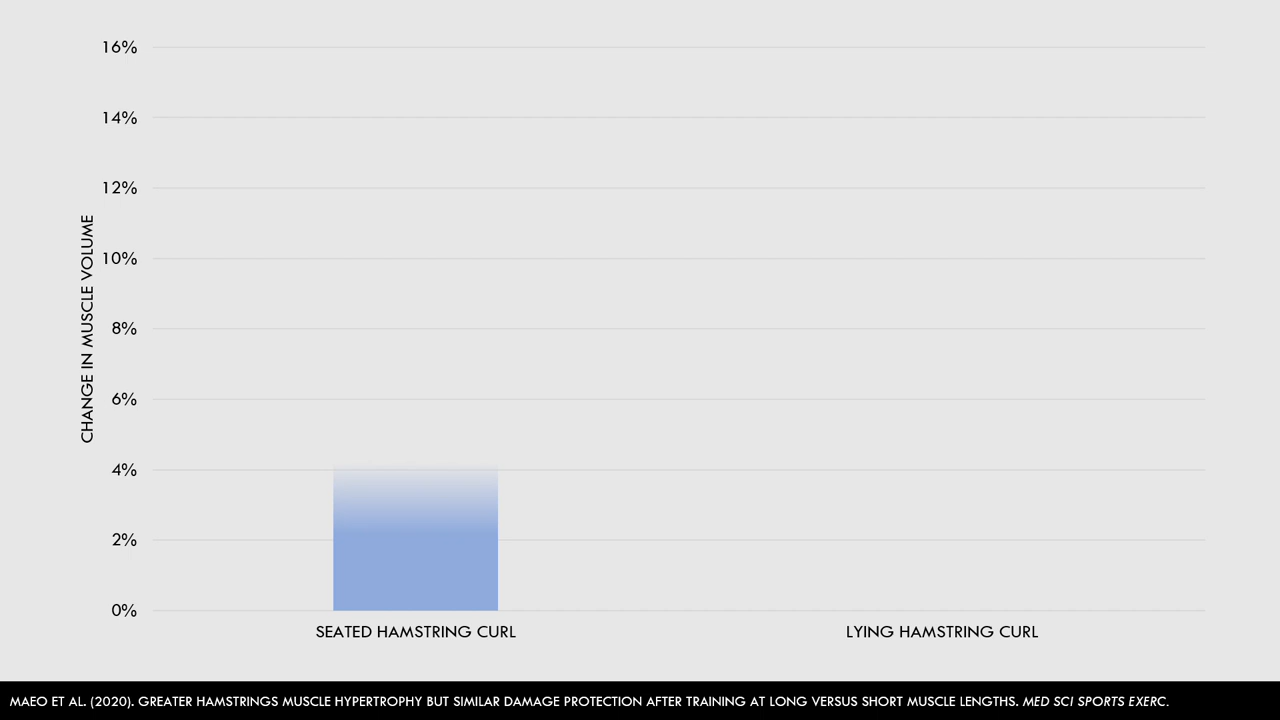 16%
14%
12%
10%
8%
6%
4%
2%
0%
CHANGE IN MUSCLE VOLUME
SEATED HAMSTRING CURL
LYING HAMSTRING CURL
MAEO ET AL. (2020). GREATER HAMSTRINGS MUSCLE HYPERTROPHY BUT SIMILAR DAMAGE PROTECTION AFTER TRAINING AT LONG VERSUS SHORT MUSCLE LENGTHS. MED SCI SPORTS EXERC.